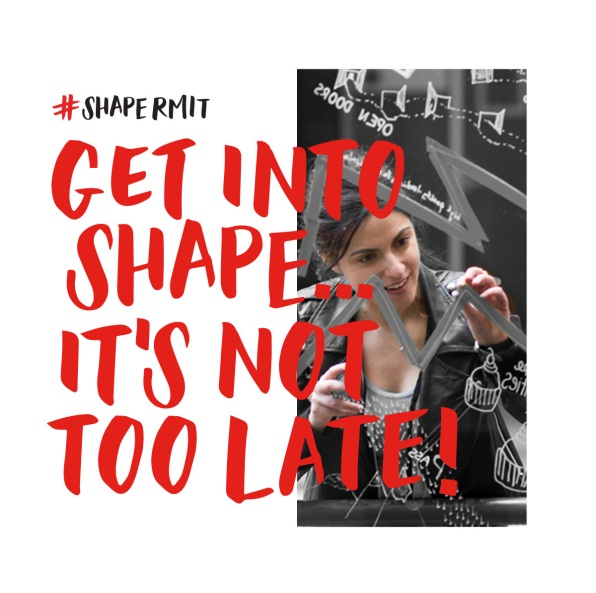 #SHAPE RMIT
GET INTO
SHAPE...
IT'S NOT
TOO LATE!
OPEN DOORS